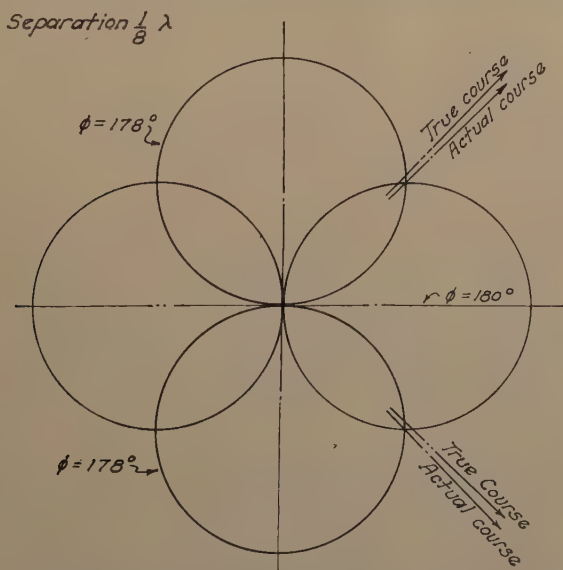 Separation 1/8 λ
φ=178°
True course
Actual course
r φ=180°
φ=178°
True Course
Actual course